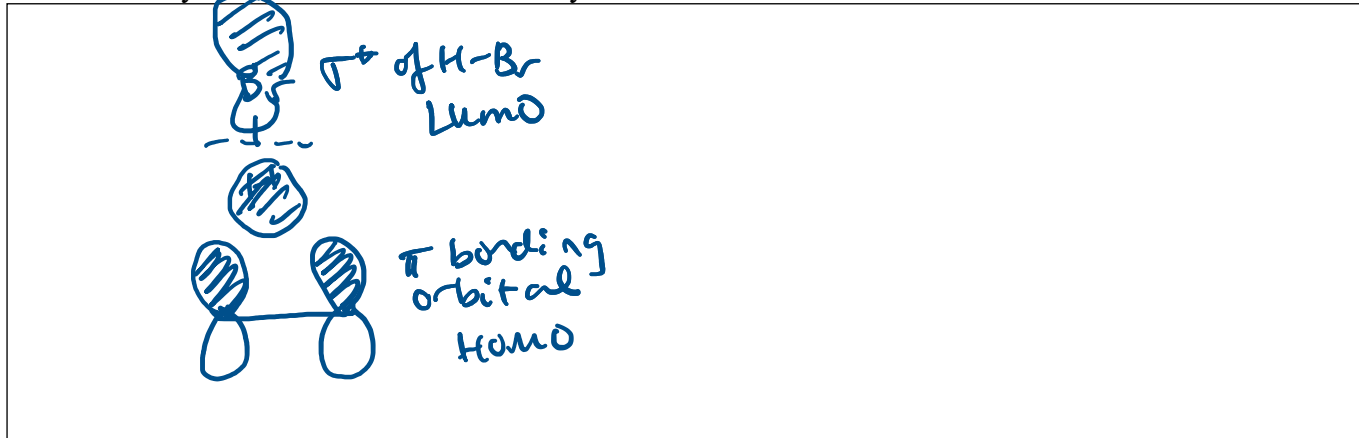 σ* of H-Br
LUMO
Br
H
π bonding
orbital
HOMO